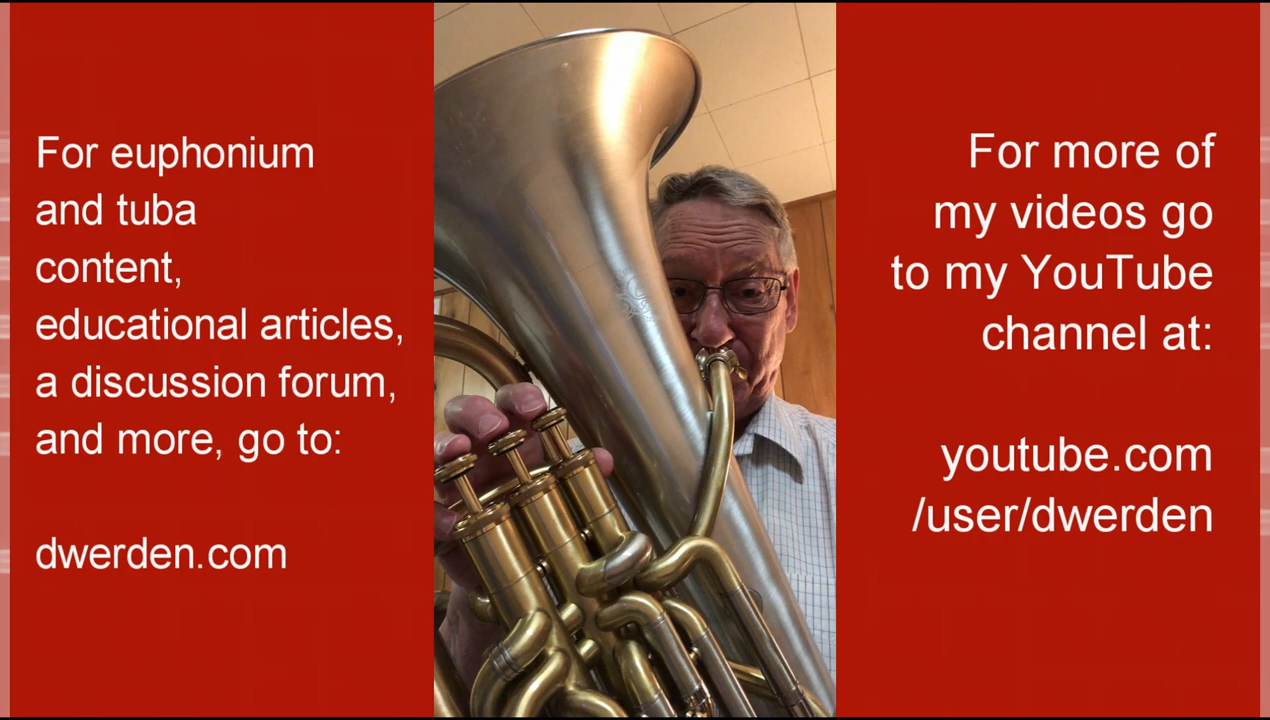 For euphonium
and tuba
content,
educational articles,
a discussion forum,
and more, go to:
dwerden.com
For more of
my videos go
to my YouTube
channel at:
youtube.com
/user/dwerden